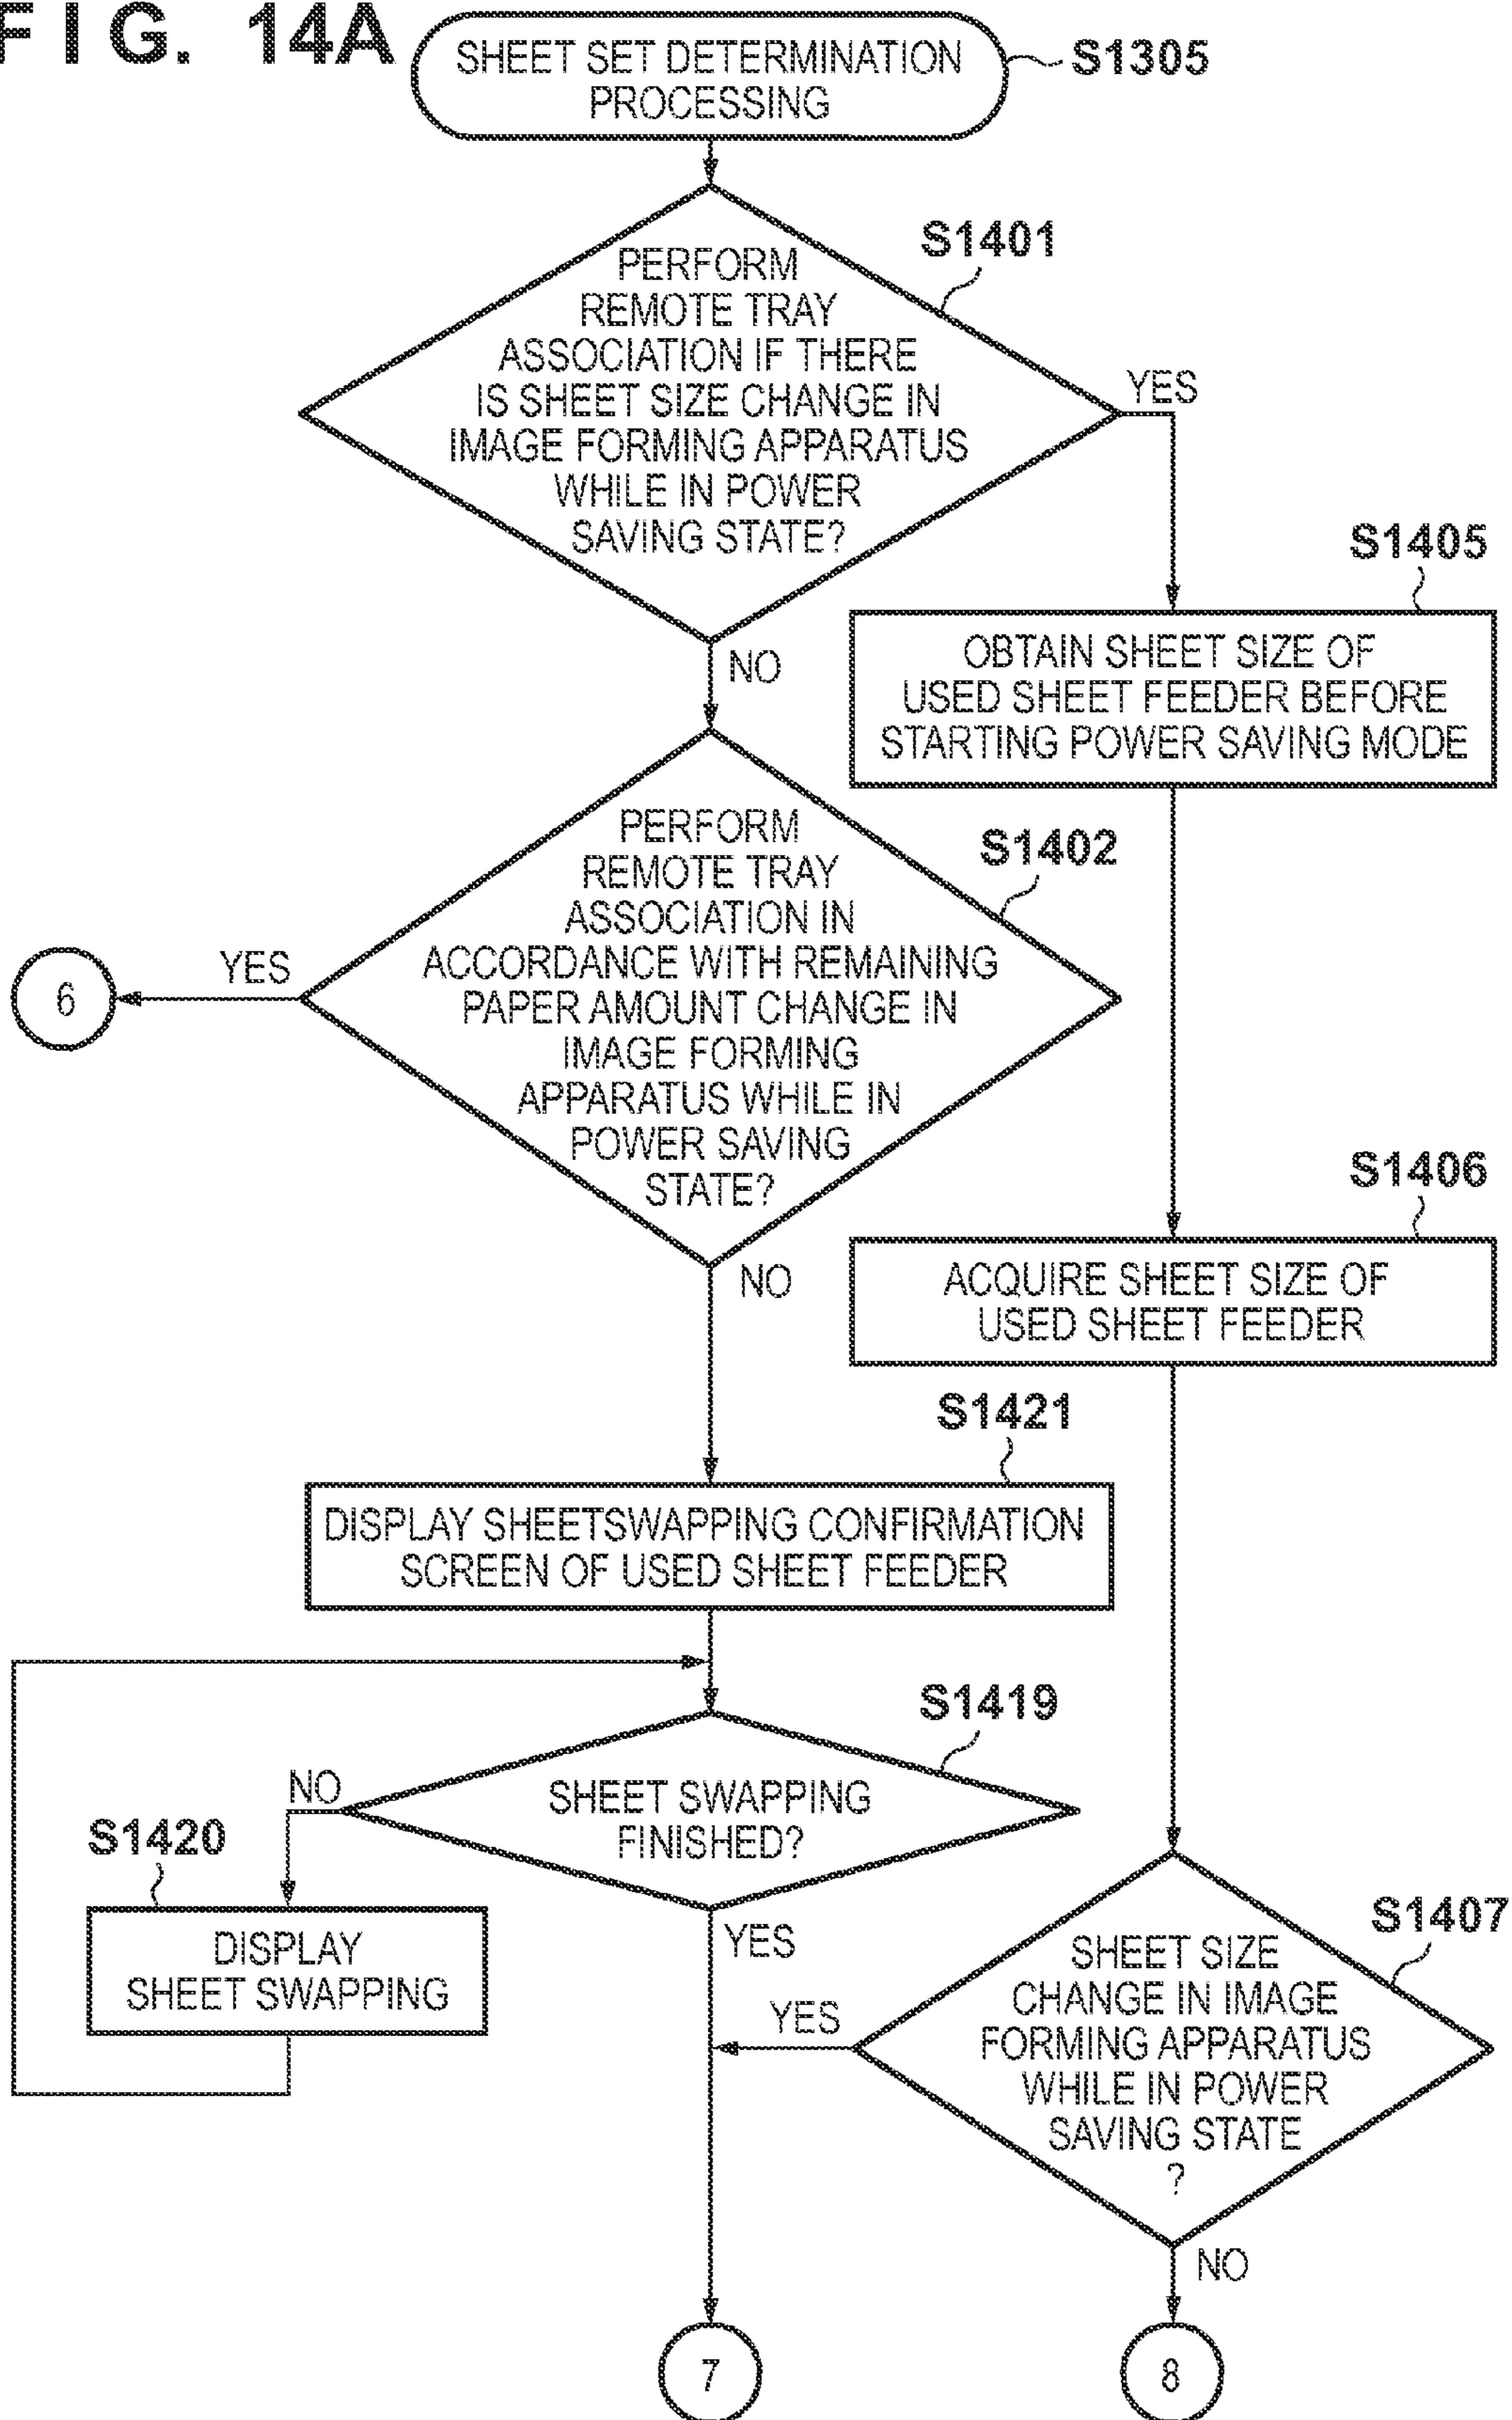 FIG. 14A
SHEET SET DETERMINATION
PROCESSING
S1305
S1401
PERFORM
REMOTE TRAY
ASSOCIATION IF THERE
IS SHEET SIZE CHANGE IN
IMAGE FORMING APPARATUS
WHILE IN POWER
SAVING STATE?
YES
NO
S1405
OBTAIN SHEET SIZE OF
USED SHEET FEEDER BEFORE
STARTING POWER SAVING MODE
S1402
PERFORM
REMOTE TRAY
ASSOCIATION IN
ACCORDANCE WITH REMAINING
PAPER AMOUNT CHANGE IN
IMAGE FORMING
APPARATUS WHILE IN
POWER SAVING
STATE?
YES
6
NO
S1406
ACQUIRE SHEET SIZE OF
USED SHEET FEEDER
S1421
DISPLAY SHEETSWAPPING CONFIRMATION
SCREEN OF USED SHEET FEEDER
S1419
SHEET SWAPPING
FINISHED?
NO
S1420
DISPLAY
SHEET SWAPPING
YES
S1407
SHEET SIZE
CHANGE IN IMAGE
FORMING APPARATUS
WHILE IN POWER
SAVING STATE
?
YES
NO
7
8